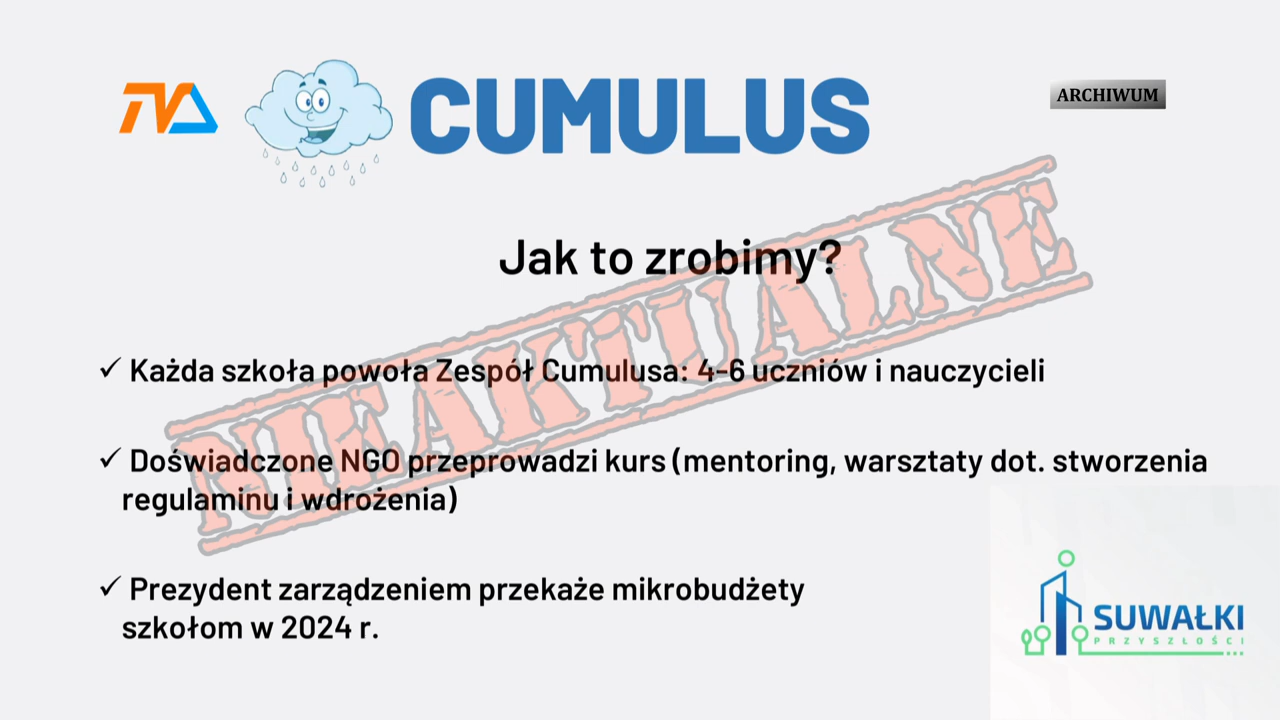 TVS
CUMULUS
ARCHIWUM
Jak to zrobimy?
NIEAKTUALNE
✓ Każda szkoła powoła Zespół Cumulusa: 4-6 uczniów i nauczycieli
✓ Doświadczone NGO przeprowadzi kurs (mentoring, warsztaty dot. stworzenia
regulaminu i wdrożenia)
✓ Prezydent zarządzeniem przekaże mikrobudżety
szkołom w 2024 r.
SUWAŁKI
PRZYSZŁOŚCI